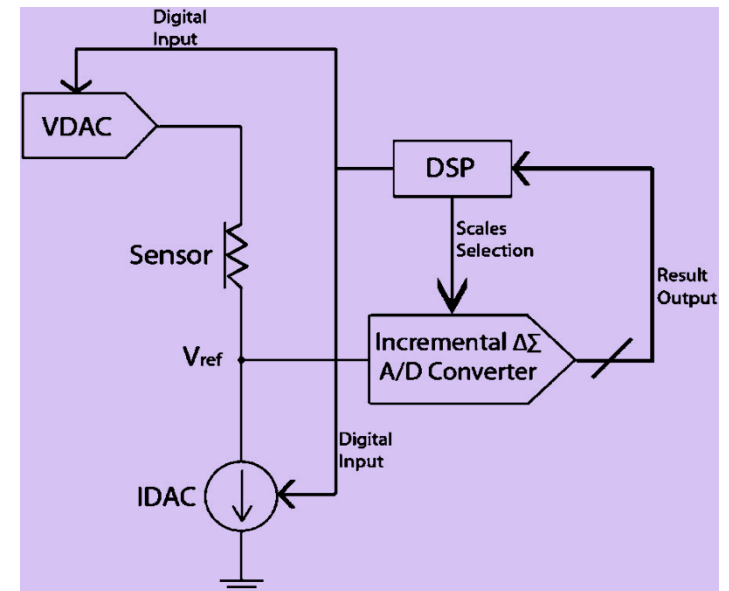 Digital
Input
VDAC
DSP
Scales
Selection
Sensor
Result
Output
Incremental ΔΣ
A/D Converter
Vref
Digital
Input
IDAC